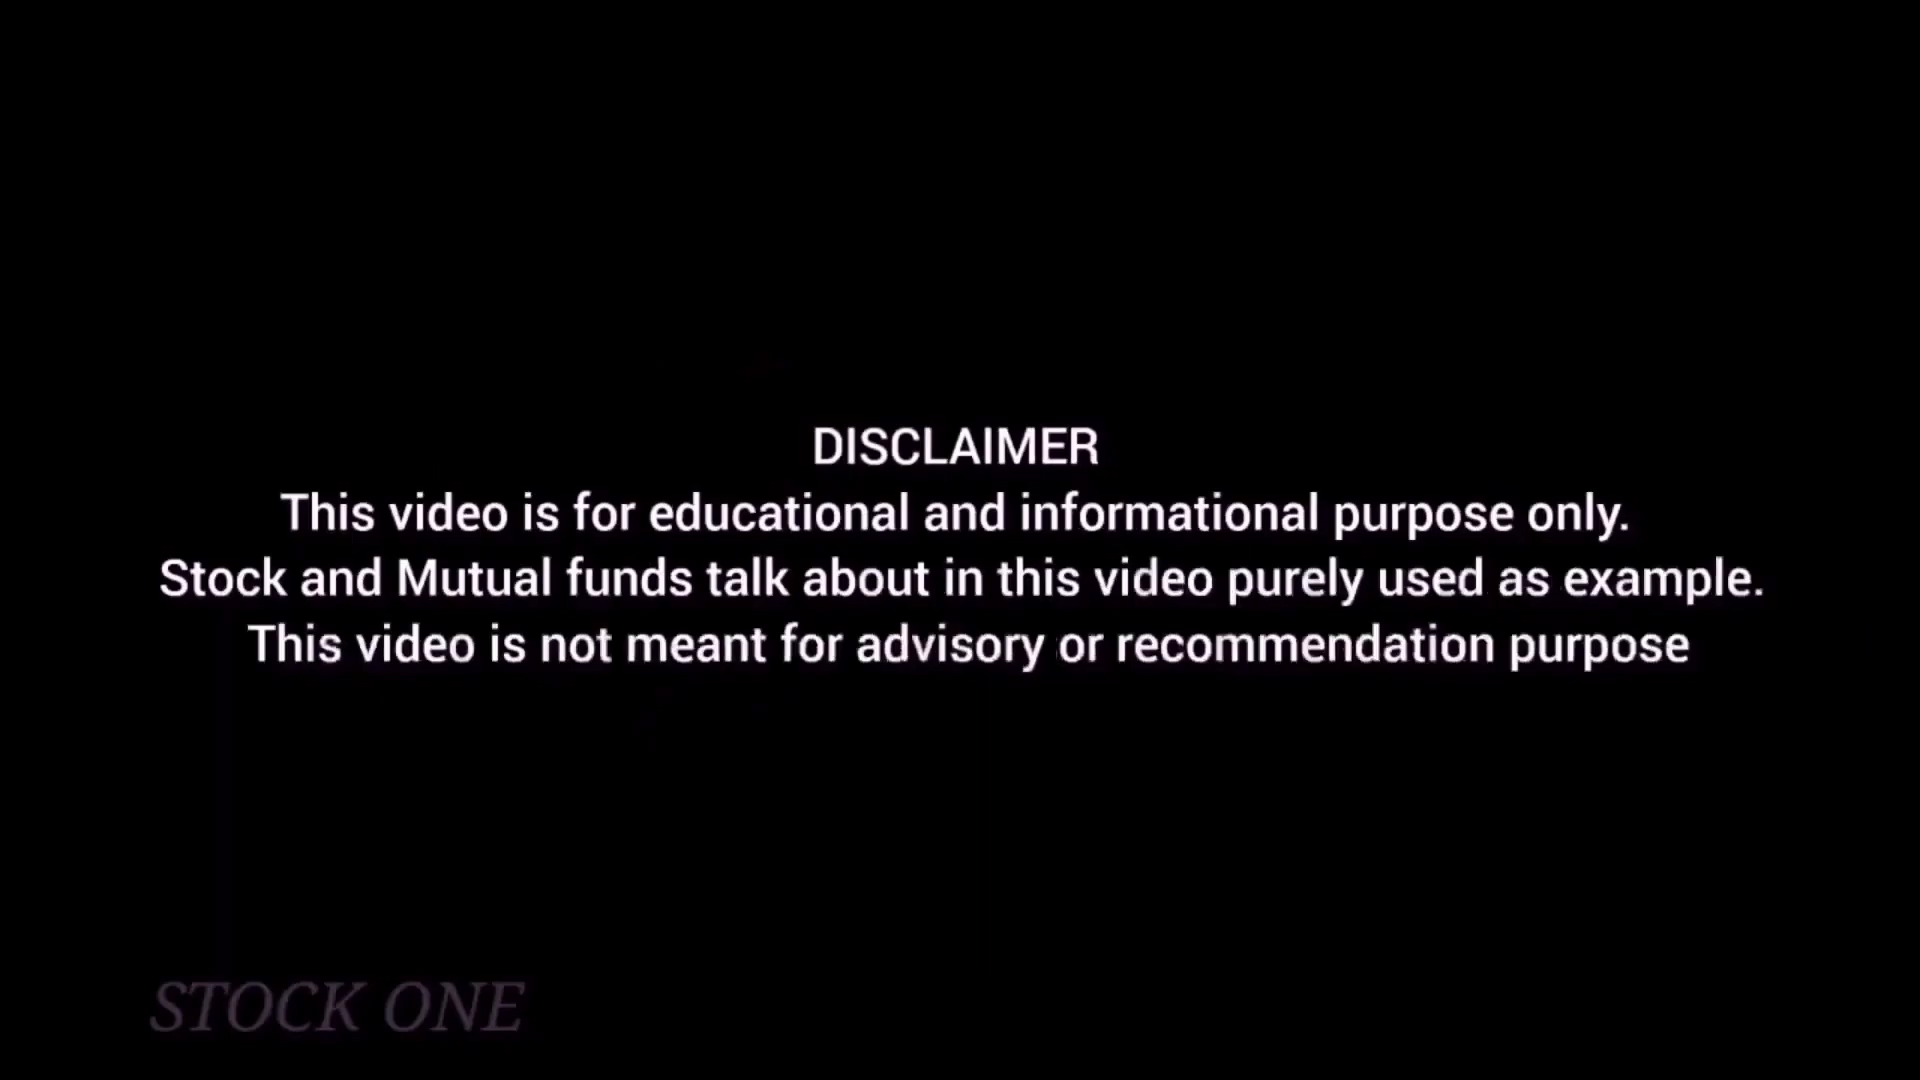 DISCLAIMER
This video is for educational and informational purpose only.
Stock and Mutual funds talk about in this video purely used as example.
This video is not meant for advisory or recommendation purpose
STOCK ONE